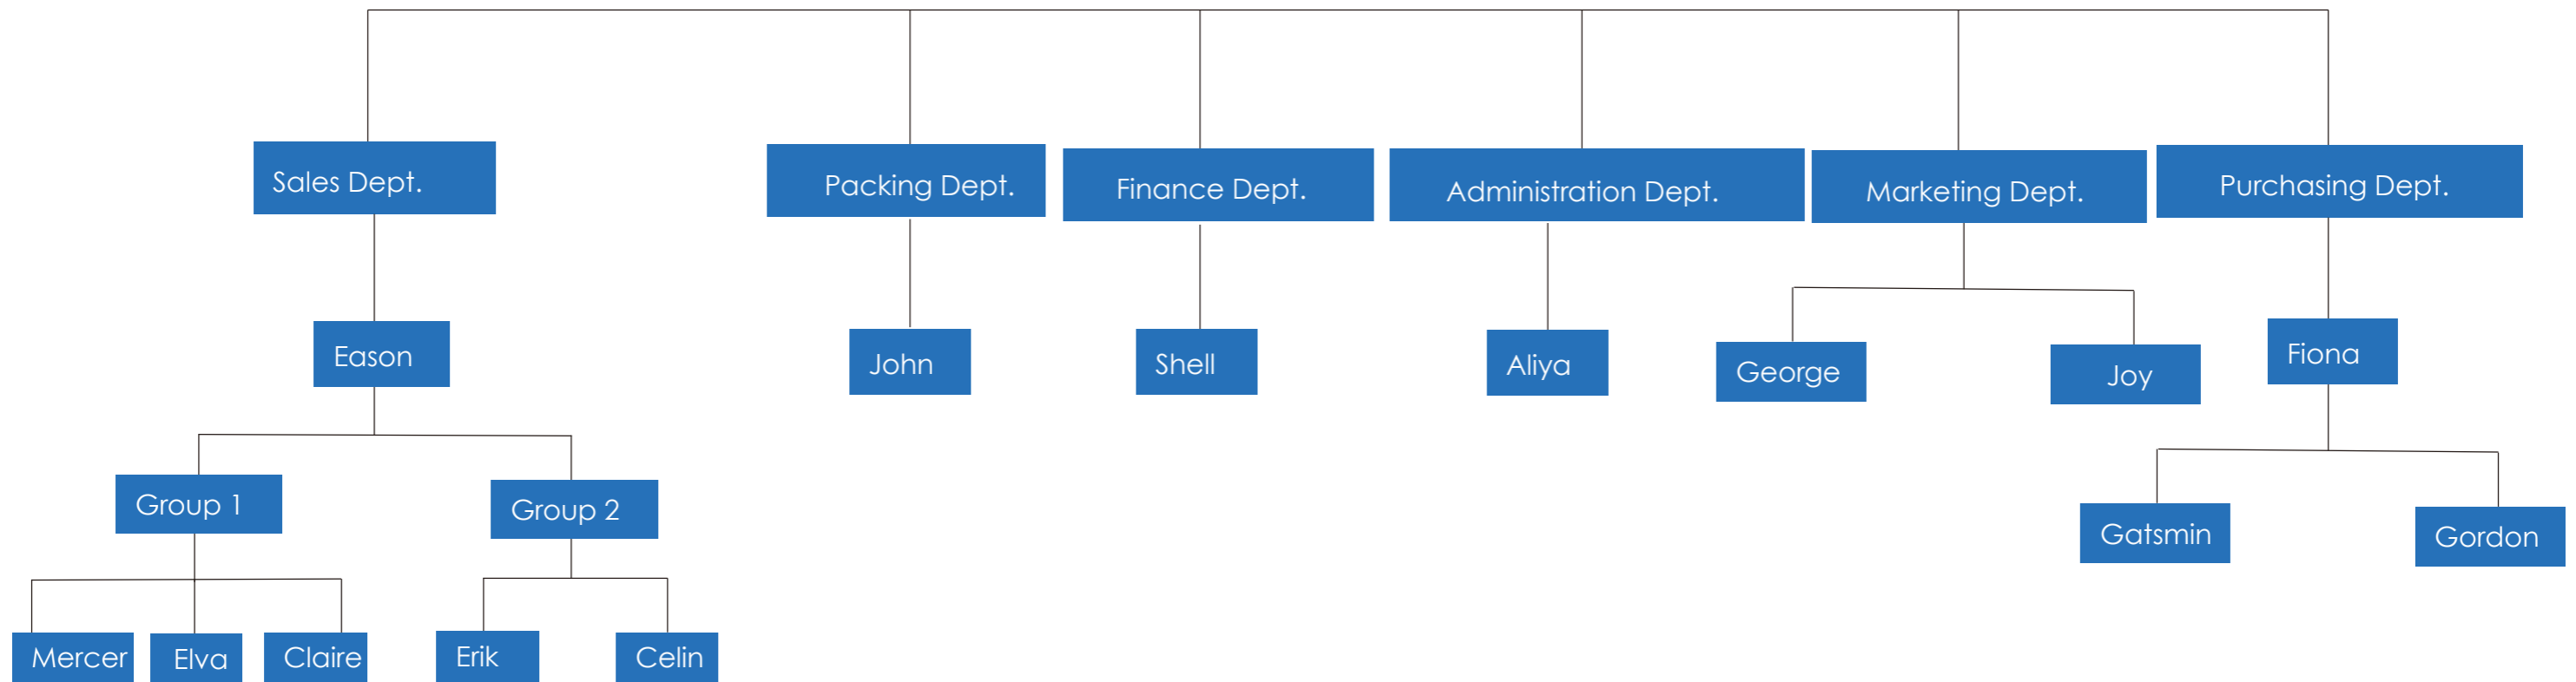 Sales Dept.
Packing Dept.
Finance Dept.
Administration Dept.
Marketing Dept.
Purchasing Dept.
Eason
John
Shell
Aliya
George
Joy
Fiona
Group 1
Group 2
Gatsmin
Gordon
Mercer
Elva
Claire
Erik
Celin